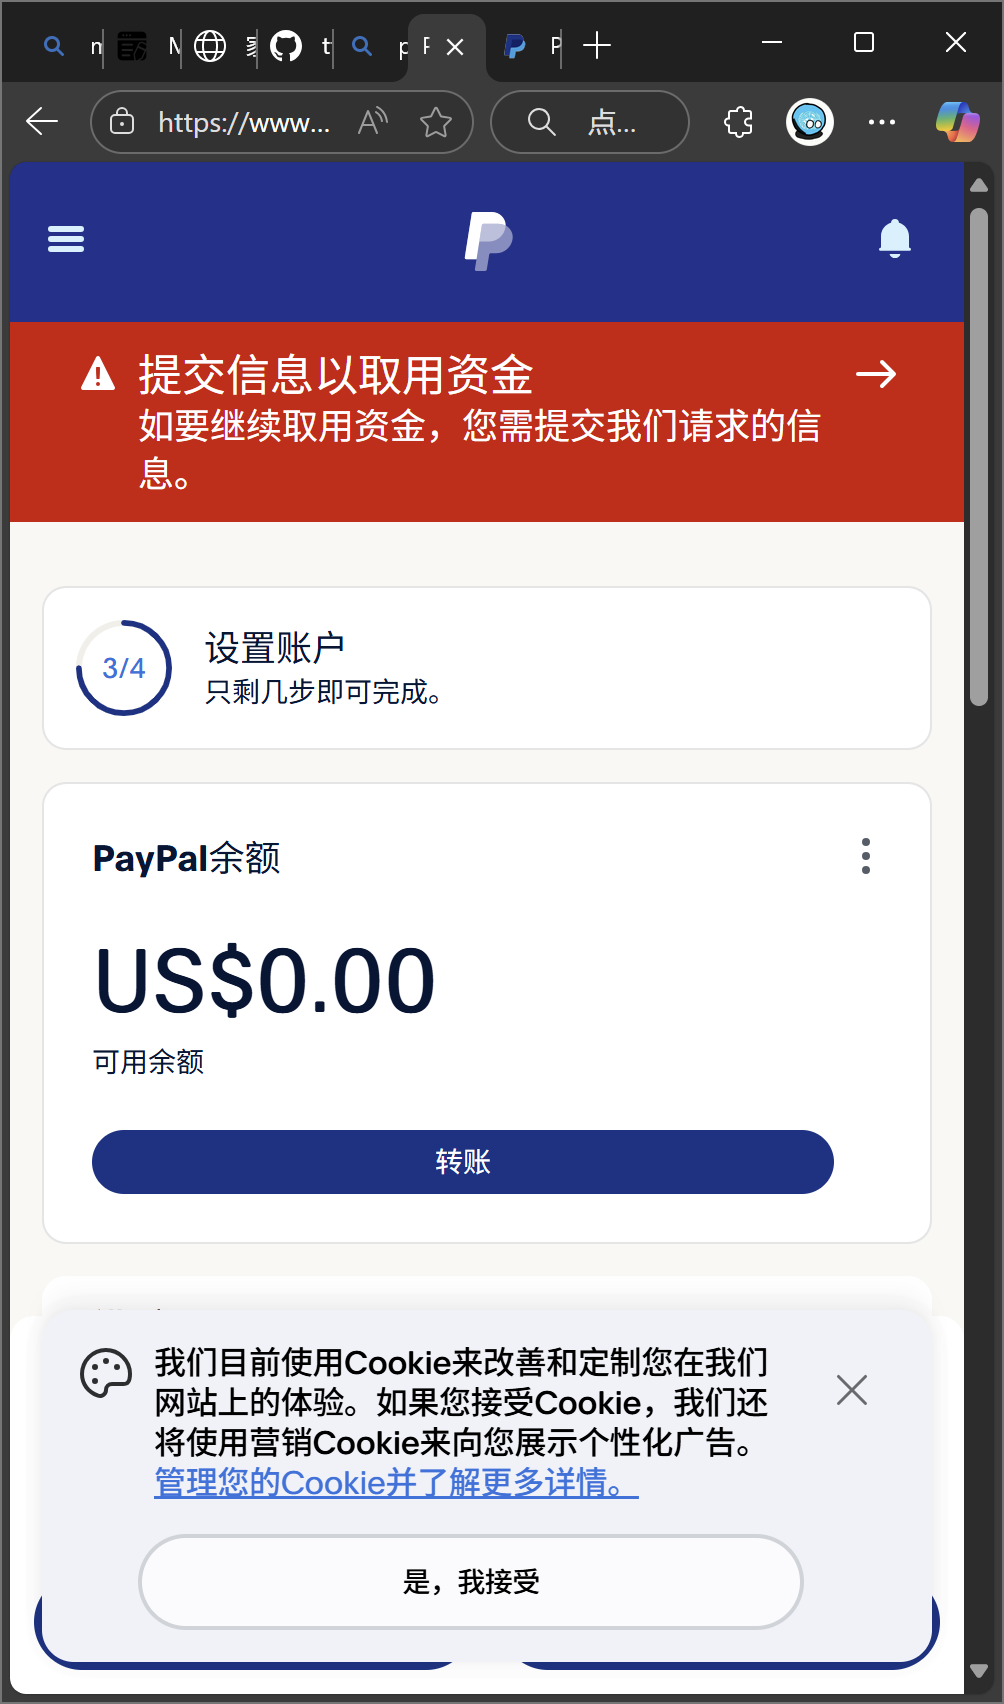 https://www...
点...
提交信息以取用资金
如要继续取用资金，您需提交我们请求的信
息。
3/4
设置账户
只剩几步即可完成。
PayPal余额
US$0.00
可用余额
转账
我们目前使用Cookie来改善和定制您在我们
网站上的体验。如果您接受Cookie，我们还
将使用营销Cookie来向您展示个性化广告。
管理您的Cookie并了解更多详情。
是，我接受